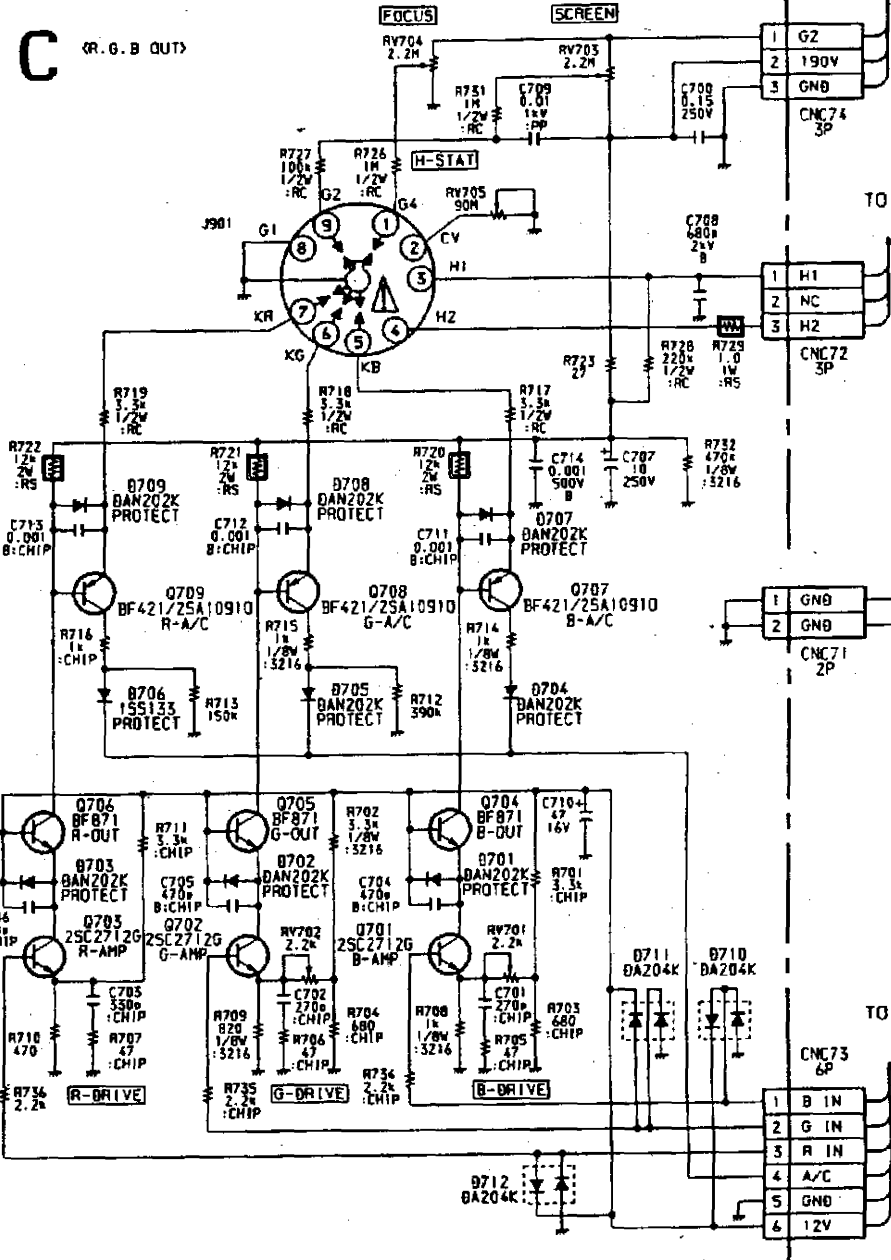 FOCUS
SCREEN
C
(R.G.B OUT)
RV704
2.2M
RV703
2.2M
1 G2
2 190V
3 GND
CNC74
3P
R731
1M
1/2W
:RC
C709
0.01
1kV
:PP
C700
0.15
250V
R727
100k
1/2W
:RC
R726
1M
1/2W
:RC
H-STAT
RV705
90M
TO
J901
G1
G2
G4
CV
H1
H2
KR
KG
KB
9
1
8
2
3
7
6
5
4
C708
680p
2kV
B
1 H1
2 NC
3 H2
CNC72
3P
R723
27
R728
220k
1/2W
:RC
R729
1.0
1W
:RS
R719
3.3k
1/2W
:RC
R718
3.3k
1/2W
:RC
R717
3.3k
1/2W
:RC
R722
12k
2W
:RS
R721
12k
2W
:RS
R720
12k
2W
:RS
C714
0.001
500V
B
+
C707
10
250V
R732
470k
1/8W
:3216
D709
DAN202K
PROTECT
D708
DAN202K
PROTECT
D707
DAN202K
PROTECT
C713
0.001
B:CHIP
C712
0.001
B:CHIP
C711
0.001
B:CHIP
Q709
BF421/2SA1091O
R-A/C
Q708
BF421/2SA1091O
G-A/C
Q707
BF421/2SA1091O
B-A/C
1 GND
2 GND
CNC71
2P
R716
1k
:CHIP
R715
1k
1/8W
:3216
R714
1k
1/8W
:3216
D706
1SS133
PROTECT
R713
150k
D705
DAN202K
PROTECT
R712
390k
D704
DAN202K
PROTECT
Q706
BF871
R-OUT
R711
3.3k
:CHIP
Q705
BF871
G-OUT
R702
3.3k
1/8W
:3216
Q704
BF871
B-OUT
C710+
47
16V
D703
DAN202K
PROTECT
C705
470p
B:CHIP
D702
DAN202K
PROTECT
C704
470p
B:CHIP
D701
DAN202K
PROTECT
R701
3.3k
:CHIP
Q703
2SC2712G
R-AMP
Q702
2SC2712G
G-AMP
RV702
2.2k
Q701
2SC2712G
B-AMP
RV701
2.2k
D711
DA204K
D710
DA204K
C703
330p
:CHIP
C702
270p
:CHIP
C701
270p
:CHIP
R710
470
R707
47
:CHIP
R709
820
1/8W
:3216
R706
47
:CHIP
R704
680
:CHIP
R708
1k
1/8W
:3216
R705
47
:CHIP
R703
680
:CHIP
TO
CNC73
6P
R736
2.2k
R-DRIVE
R735
2.2k
:CHIP
G-DRIVE
R734
2.2k
:CHIP
B-DRIVE
1 B IN
2 G IN
3 R IN
4 A/C
5 GND
6 12V
D712
DA204K